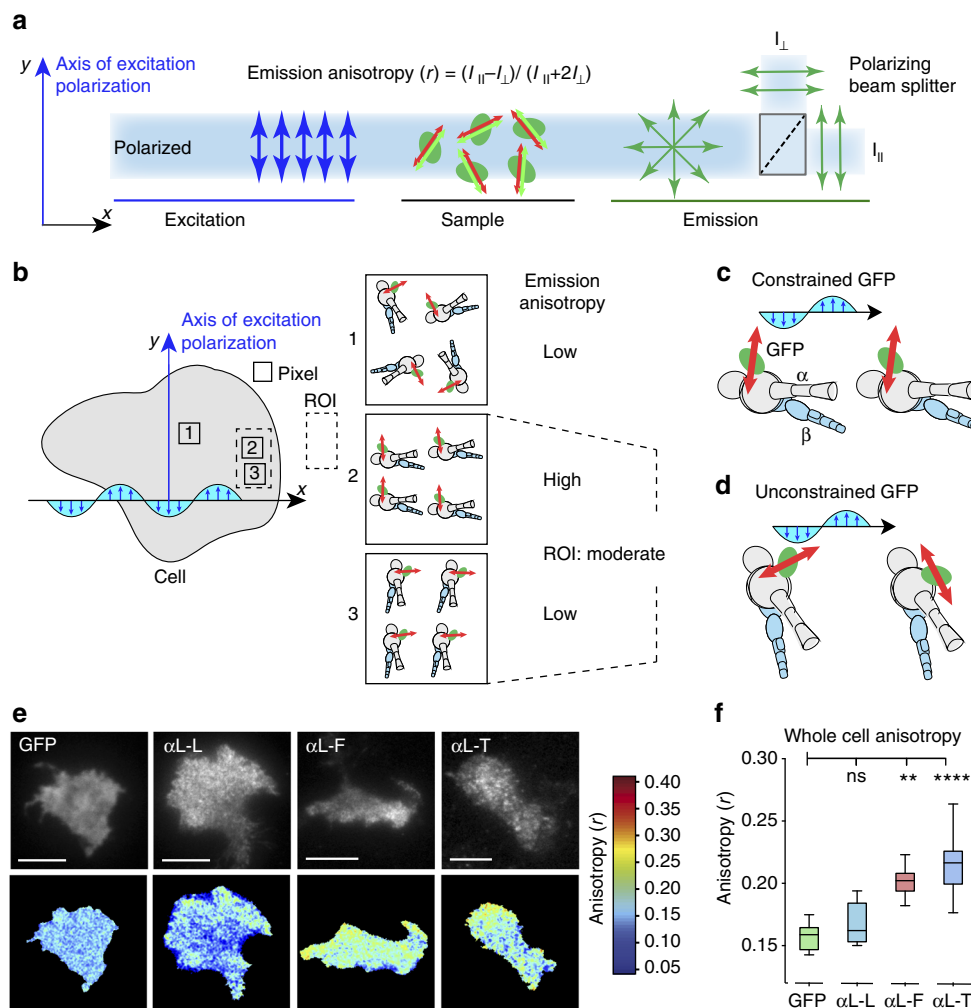 a
y
Axis of excitation
polarization
Emission anisotropy (r) = (I||–I⊥)/ (I||+2I⊥)
I⊥
Polarizing
beam splitter
Polarized
I||
x
Excitation
Sample
Emission
b
Axis of excitation
polarization
y
Pixel
ROI
1
2
3
x
Cell
Emission
anisotropy
1
Low
2
High
ROI: moderate
3
Low
c
Constrained GFP
GFP
α
β
d
Unconstrained GFP
e
GFP
αL-L
αL-F
αL-T
Anisotropy (r)
0.40
0.35
0.30
0.25
0.20
0.15
0.10
0.05
f
Whole cell anisotropy
ns
**
****
Anisotropy (r)
0.30
0.25
0.20
0.15
GFP
αL-L
αL-F
αL-T